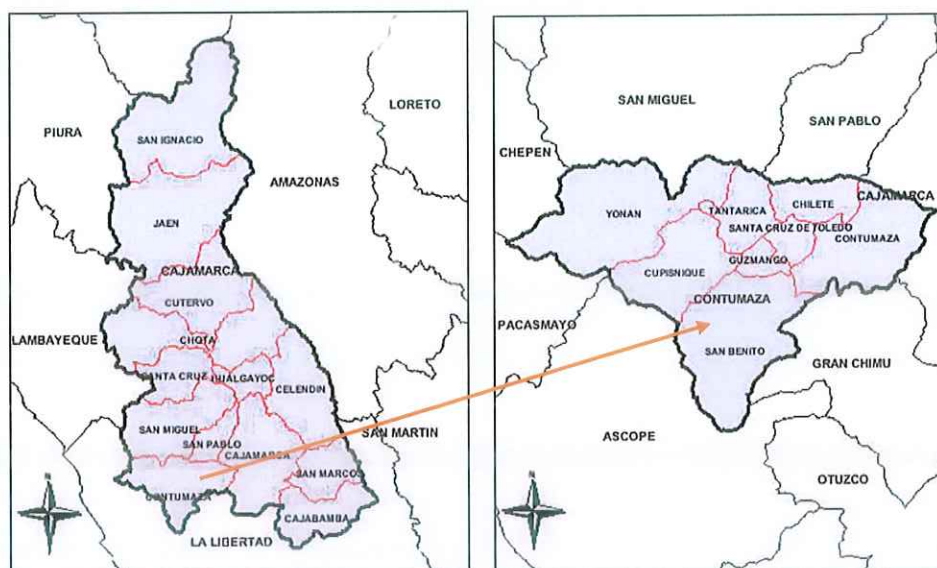 LORETO
PIURA
SAN IGNACIO
AMAZONAS
JAEN
CAJAMARCA
CUTERVO
LAMBAYEQUE
CHOTA
SANTA CRUZ
HUALGAYOC
CELENDIN
SAN MIGUEL
SAN PABLO
CAJAMARCA
SAN MARTIN
SAN MARCOS
CONTUMAZA
CAJABAMBA
LA LIBERTAD
N
SAN MIGUEL
SAN PABLO
CHEPEN
CAJAMARCA
YONAN
TANTARICA
CHILETE
SANTA CRUZ DE TOLEDO
CONTUMAZA
GUZMANGO
CUPISNIQUE
CONTUMAZA
PACASMAYO
SAN BENITO
GRAN CHIMU
ASCOPE
OTUZCO
N